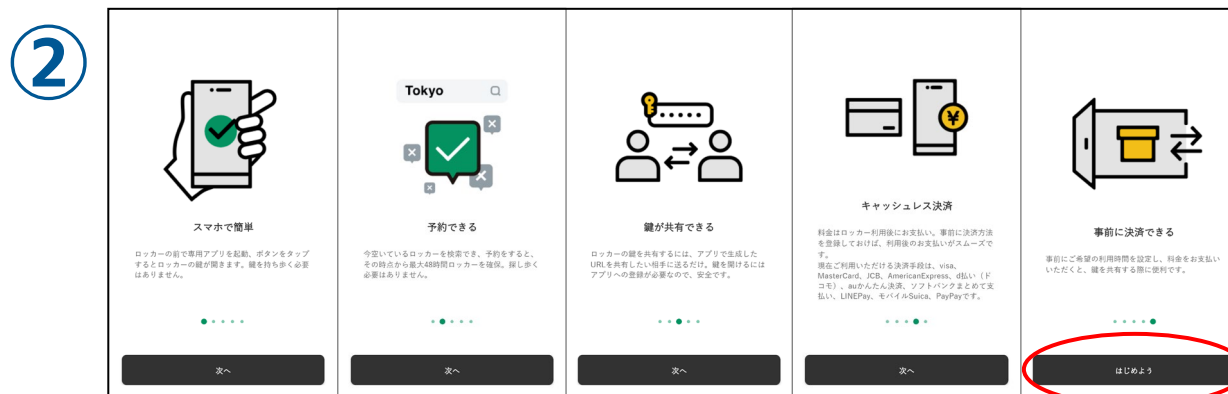 ②
スマホで簡単
ロッカーの前で専用アプリを起動、ボタンをタップ
するとロッカーの鍵が開きます。鍵を持ち歩く必要
はありません。
次へ
Tokyo
予約できる
今空いているロッカーを検索でき、予約をすると、
その時点から最大48時間ロッカーを確保。探し歩く
必要はありません。
次へ
鍵が共有できる
ロッカーの鍵を共有するには、アプリで生成した
URLを共有したい相手に送るだけ。鍵を開けるには
アプリへの登録が必要なので、安全です。
次へ
¥
キャッシュレス決済
料金はロッカー利用後にお支払い。事前に決済方法
を登録しておけば、利用後のお支払いがスムーズで
す。
現在ご利用いただける決済手段は、visa、
MasterCard、JCB、AmericanExpress、d払い（ド
コモ）、auかんたん決済、ソフトバンクまとめて支
払い、LINEPay、モバイルSuica、PayPayです。
次へ
事前に決済できる
事前にご希望の利用時間を設定し、料金をお支払い
いただくと、鍵を共有する際に便利です。
はじめよう